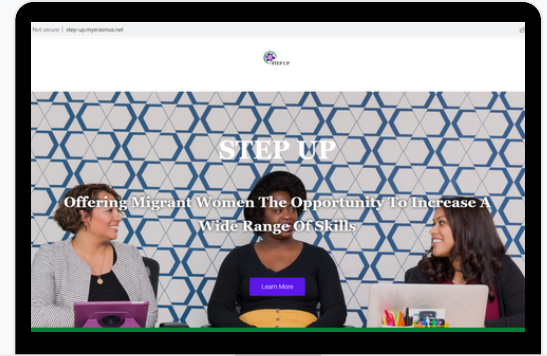 Not secure | step-up.myerasmus.net
STEP UP
STEP UP
Offering Migrant Women The Opportunity To Increase A
Wide Range Of Skills
Learn More